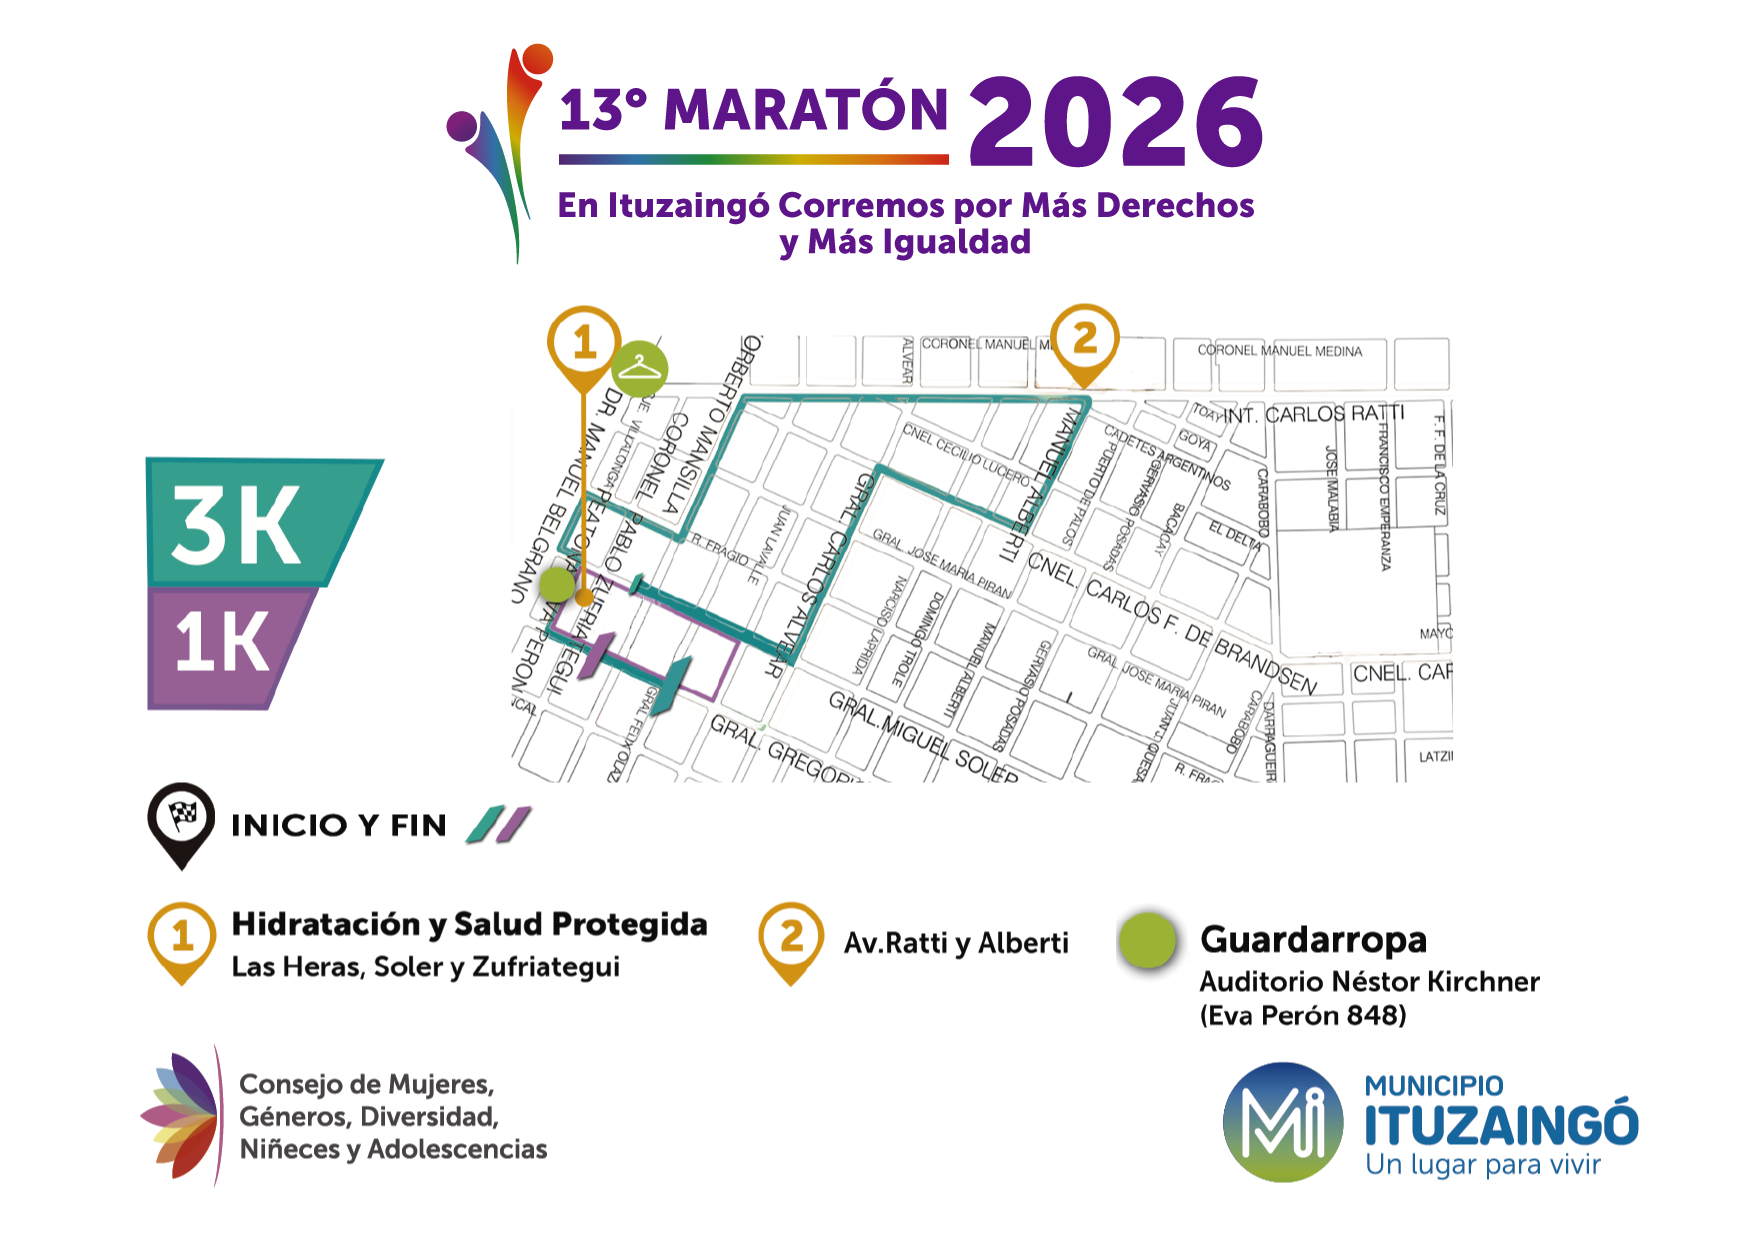 13° MARATÓN 2026
En Ituzaingó Corremos por Más Derechos
y Más Igualdad
1
2
ALVEAR
CORONEL MANUEL M
CORONEL MANUEL MEDINA
ORBERTO MANSILLA
DR. MANUEL BELGRANO
VILLALONGA
CORONEL PABLO ZUFRIATEGUI
PEATONAL
INT. CARLOS RATTI
TOAY
GOYA
CADETES ARGENTINOS
CNEL CECILIO LUCERO
MANUEL ALBERTI
PUERTO DE PALOS
GERVASIO POSADAS
BACACAY
EL DELTA
CARABOBO
JOSE MALABIA
FRANCISCO EMPERANZA
F. F. DE LA CRUZ
R. FRAGIO
JUAN LAVALLE
GRAL. CARLOS ALVEAR
GRAL. JOSE MARIA PIRAN
CNEL. CARLOS F. DE BRANDSEN
NARCISO LAPRIDA
DOMINGO TROLE
MANUEL ALBERTI
GERVASIO POSADAS
GRAL. JOSE MARIA PIRAN
CARABOBO
DARRAGUEIR
MAYO
CNEL. CAR
VA PERON
GRAL FELIX OLAZ
GRAL. GREGORI
GRAL. MIGUEL SOLER
R. FRAG
LATZI
3K
1K
INICIO Y FIN
1
Hidratación y Salud Protegida
Las Heras, Soler y Zufriategui
2
Av.Ratti y Alberti
Guardarropa
Auditorio Néstor Kirchner
(Eva Perón 848)
Consejo de Mujeres,
Géneros, Diversidad,
Niñeces y Adolescencias
Mi
MUNICIPIO
ITUZAINGÓ
Un lugar para vivir